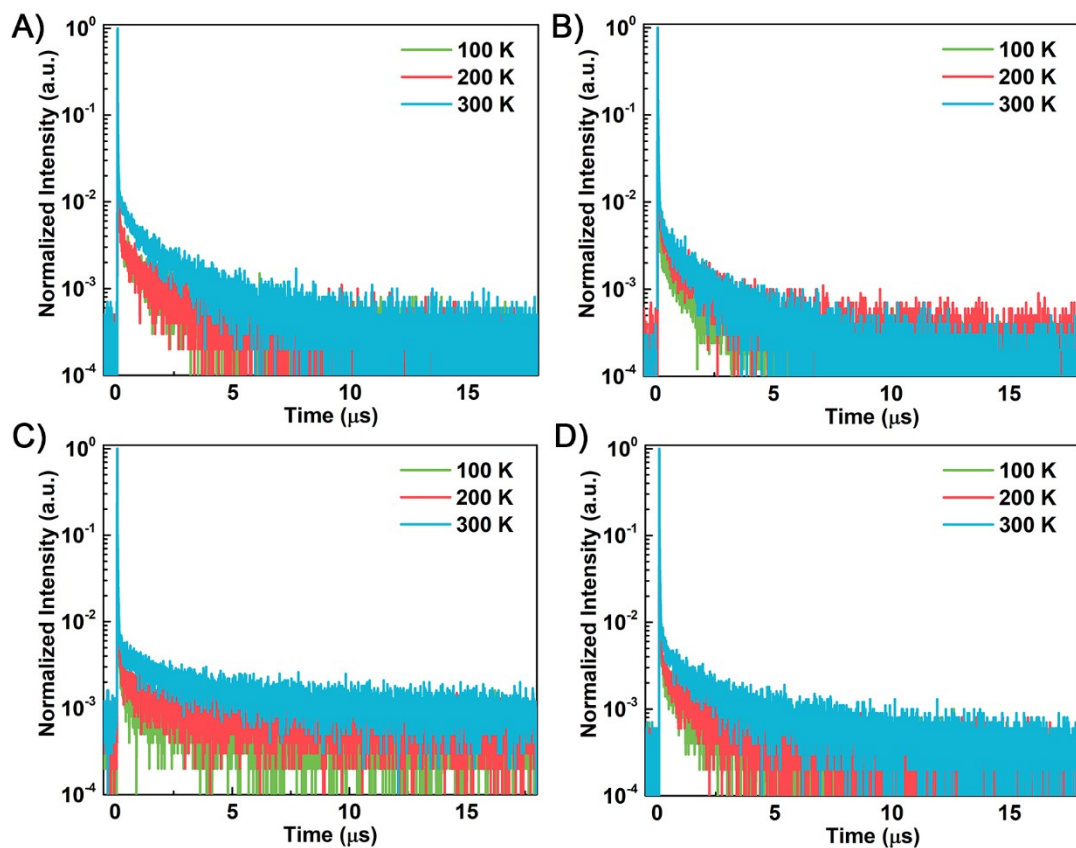 A)
10⁰
10⁻¹
10⁻²
10⁻³
10⁻⁴
Normalized Intensity (a.u.)
100 K
200 K
300 K
0 5 10 15
Time (μs)
B)
10⁰
10⁻¹
10⁻²
10⁻³
10⁻⁴
Normalized Intensity (a.u.)
100 K
200 K
300 K
0 5 10 15
Time (μs)
C)
10⁰
10⁻¹
10⁻²
10⁻³
10⁻⁴
Normalized Intensity (a.u.)
100 K
200 K
300 K
0 5 10 15
Time (μs)
D)
10⁰
10⁻¹
10⁻²
10⁻³
10⁻⁴
Normalized Intensity (a.u.)
100 K
200 K
300 K
0 5 10 15
Time (μs)